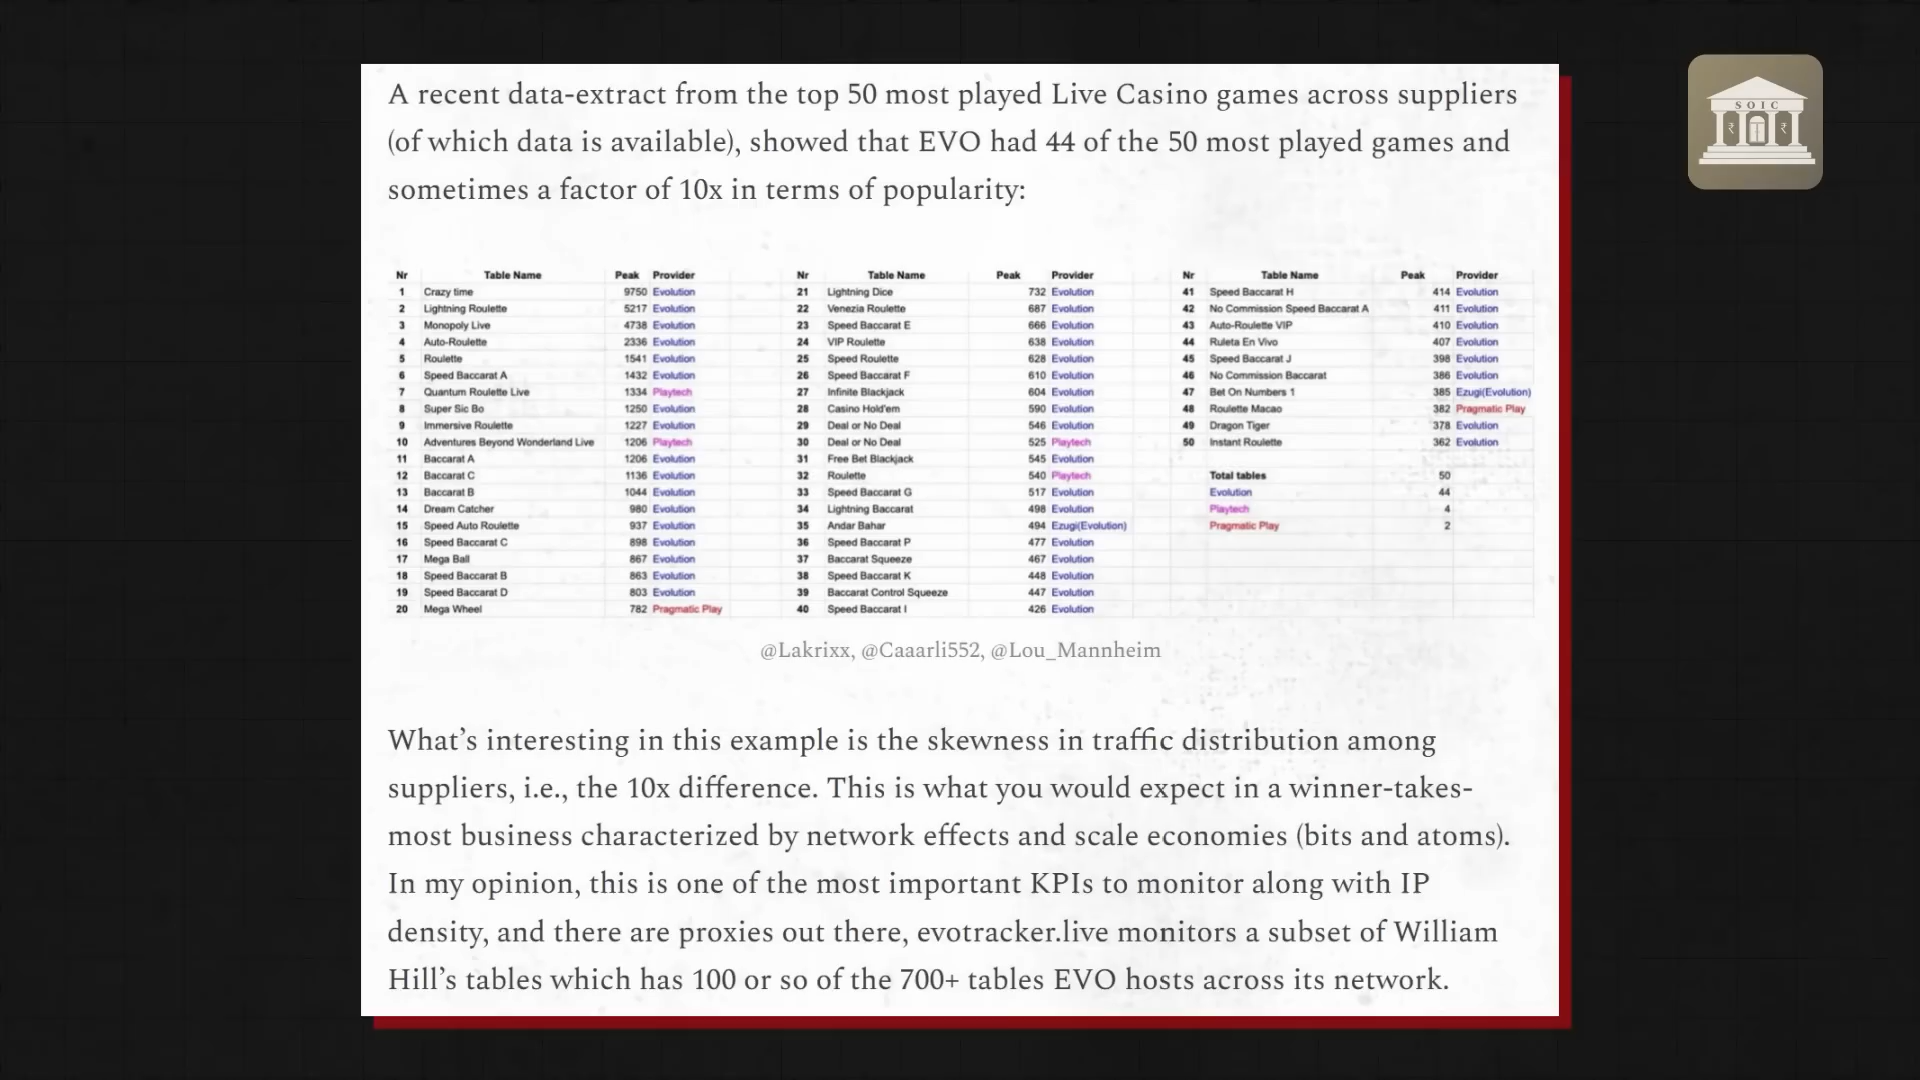 A recent data-extract from the top 50 most played Live Casino games across suppliers
(of which data is available), showed that EVO had 44 of the 50 most played games and
sometimes a factor of 10x in terms of popularity:
SOIC
₹ ₹
Nr Table Name Peak Provider
1 Crazy time 9750 Evolution
2 Lightning Roulette 5217 Evolution
3 Monopoly Live 4738 Evolution
4 Auto-Roulette 2336 Evolution
5 Roulette 1541 Evolution
6 Speed Baccarat A 1432 Evolution
7 Quantum Roulette Live 1334 Playtech
8 Super Sic Bo 1250 Evolution
9 Immersive Roulette 1227 Evolution
10 Adventures Beyond Wonderland Live 1206 Playtech
11 Baccarat A 1206 Evolution
12 Baccarat C 1136 Evolution
13 Baccarat B 1044 Evolution
14 Dream Catcher 980 Evolution
15 Speed Auto Roulette 937 Evolution
16 Speed Baccarat C 898 Evolution
17 Mega Ball 867 Evolution
18 Speed Baccarat B 863 Evolution
19 Speed Baccarat D 803 Evolution
20 Mega Wheel 782 Pragmatic Play
Nr Table Name Peak Provider
21 Lightning Dice 732 Evolution
22 Venezia Roulette 687 Evolution
23 Speed Baccarat E 666 Evolution
24 VIP Roulette 638 Evolution
25 Speed Roulette 628 Evolution
26 Speed Baccarat F 610 Evolution
27 Infinite Blackjack 604 Evolution
28 Casino Hold'em 590 Evolution
29 Deal or No Deal 546 Evolution
30 Deal or No Deal 525 Playtech
31 Free Bet Blackjack 545 Evolution
32 Roulette 540 Playtech
33 Speed Baccarat G 517 Evolution
34 Lightning Baccarat 498 Evolution
35 Andar Bahar 494 Ezugi(Evolution)
36 Speed Baccarat P 477 Evolution
37 Baccarat Squeeze 467 Evolution
38 Speed Baccarat K 448 Evolution
39 Baccarat Control Squeeze 447 Evolution
40 Speed Baccarat I 426 Evolution
Nr Table Name Peak Provider
41 Speed Baccarat H 414 Evolution
42 No Commission Speed Baccarat A 411 Evolution
43 Auto-Roulette VIP 410 Evolution
44 Ruleta En Vivo 407 Evolution
45 Speed Baccarat J 398 Evolution
46 No Commission Baccarat 386 Evolution
47 Bet On Numbers 1 385 Ezugi(Evolution)
48 Roulette Macao 382 Pragmatic Play
49 Dragon Tiger 378 Evolution
50 Instant Roulette 362 Evolution
Total tables 50
Evolution 44
Playtech 4
Pragmatic Play 2
@Lakrixx, @Caaarli552, @Lou_Mannheim
What's interesting in this example is the skewness in traffic distribution among
suppliers, i.e., the 10x difference. This is what you would expect in a winner-takes-
most business characterized by network effects and scale economies (bits and atoms).
In my opinion, this is one of the most important KPIs to monitor along with IP
density, and there are proxies out there, evotracker.live monitors a subset of William
Hill's tables which has 100 or so of the 700+ tables EVO hosts across its network.